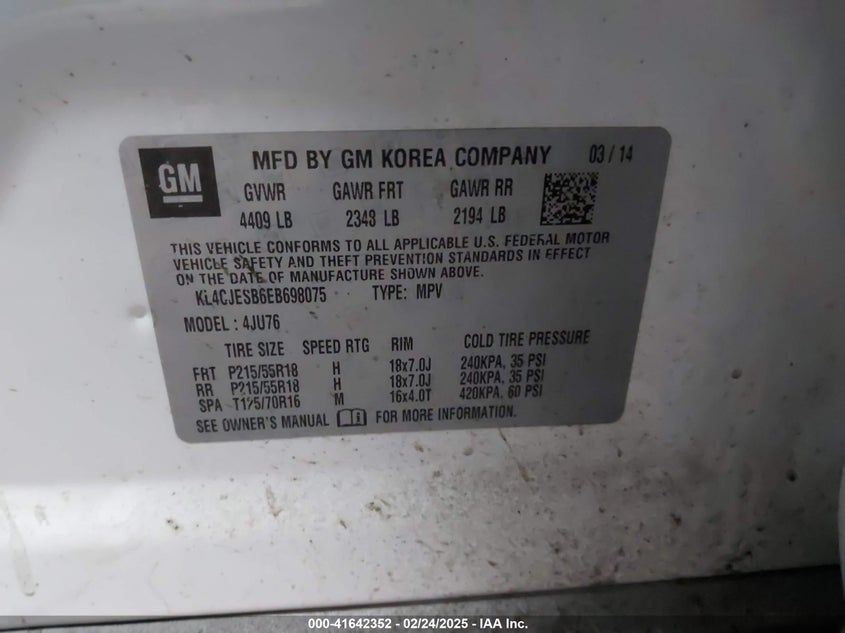 GM
MFD BY GM KOREA COMPANY 03 / 14
GVWR GAWR FRT GAWR RR
4409 LB 2348 LB 2194 LB
THIS VEHICLE CONFORMS TO ALL APPLICABLE U.S. FEDERAL MOTOR
VEHICLE SAFETY AND THEFT PREVENTION STANDARDS IN EFFECT
ON THE DATE OF MANUFACTURE SHOWN ABOVE.
KL4CJESB6EB698075 TYPE: MPV
MODEL : 4JU76
TIRE SIZE SPEED RTG RIM COLD TIRE PRESSURE
FRT P215/55R18 H 18x7.0J 240KPA, 35 PSI
RR P215/55R18 H 18x7.0J 240KPA, 35 PSI
SPA T125/70R16 M 16x4.0T 420KPA, 60 PSI
SEE OWNER'S MANUAL FOR MORE INFORMATION.
000-41642352 - 02/24/2025 - IAA Inc.